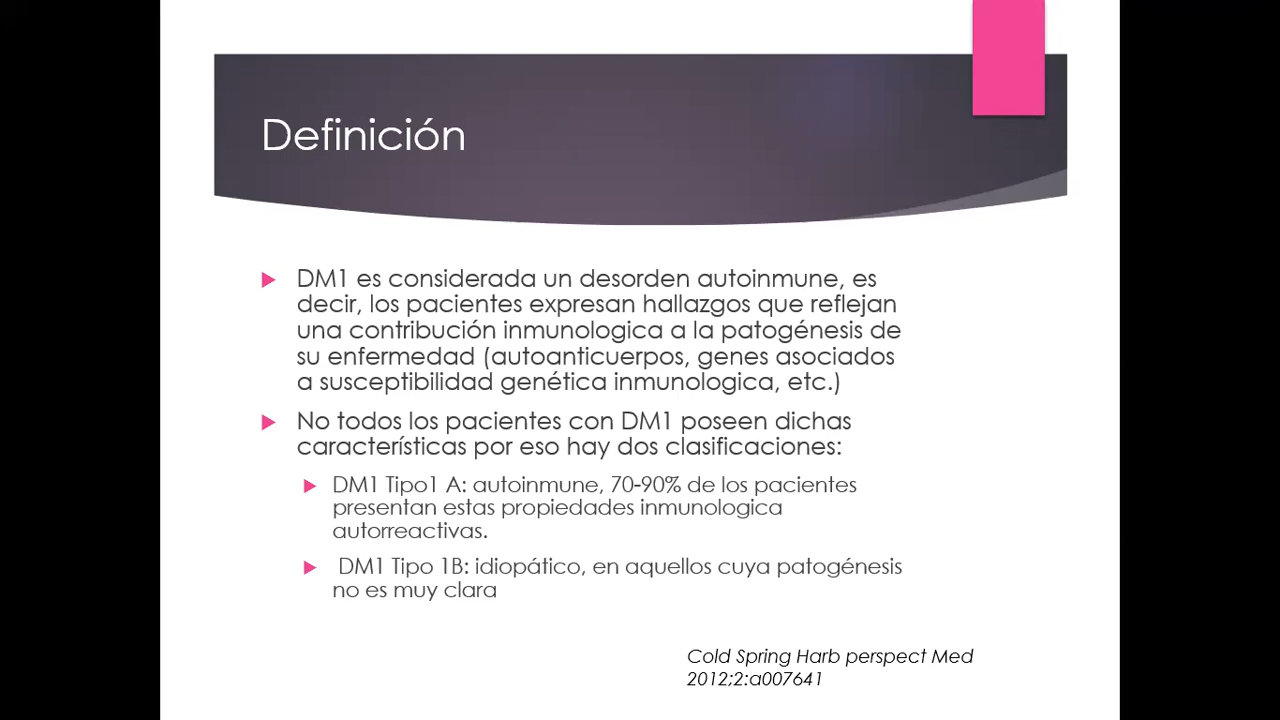 Definición
DM1 es considerada un desorden autoinmune, es
decir, los pacientes expresan hallazgos que reflejan
una contribución inmunologica a la patogénesis de
su enfermedad (autoanticuerpos, genes asociados
a susceptibilidad genética inmunologica, etc.)
No todos los pacientes con DM1 poseen dichas
características por eso hay dos clasificaciones:
DM1 Tipo1 A: autoinmune, 70-90% de los pacientes
presentan estas propiedades inmunologica
autorreactivas.
DM1 Tipo 1B: idiopático, en aquellos cuya patogénesis
no es muy clara
Cold Spring Harb perspect Med
2012;2:a007641